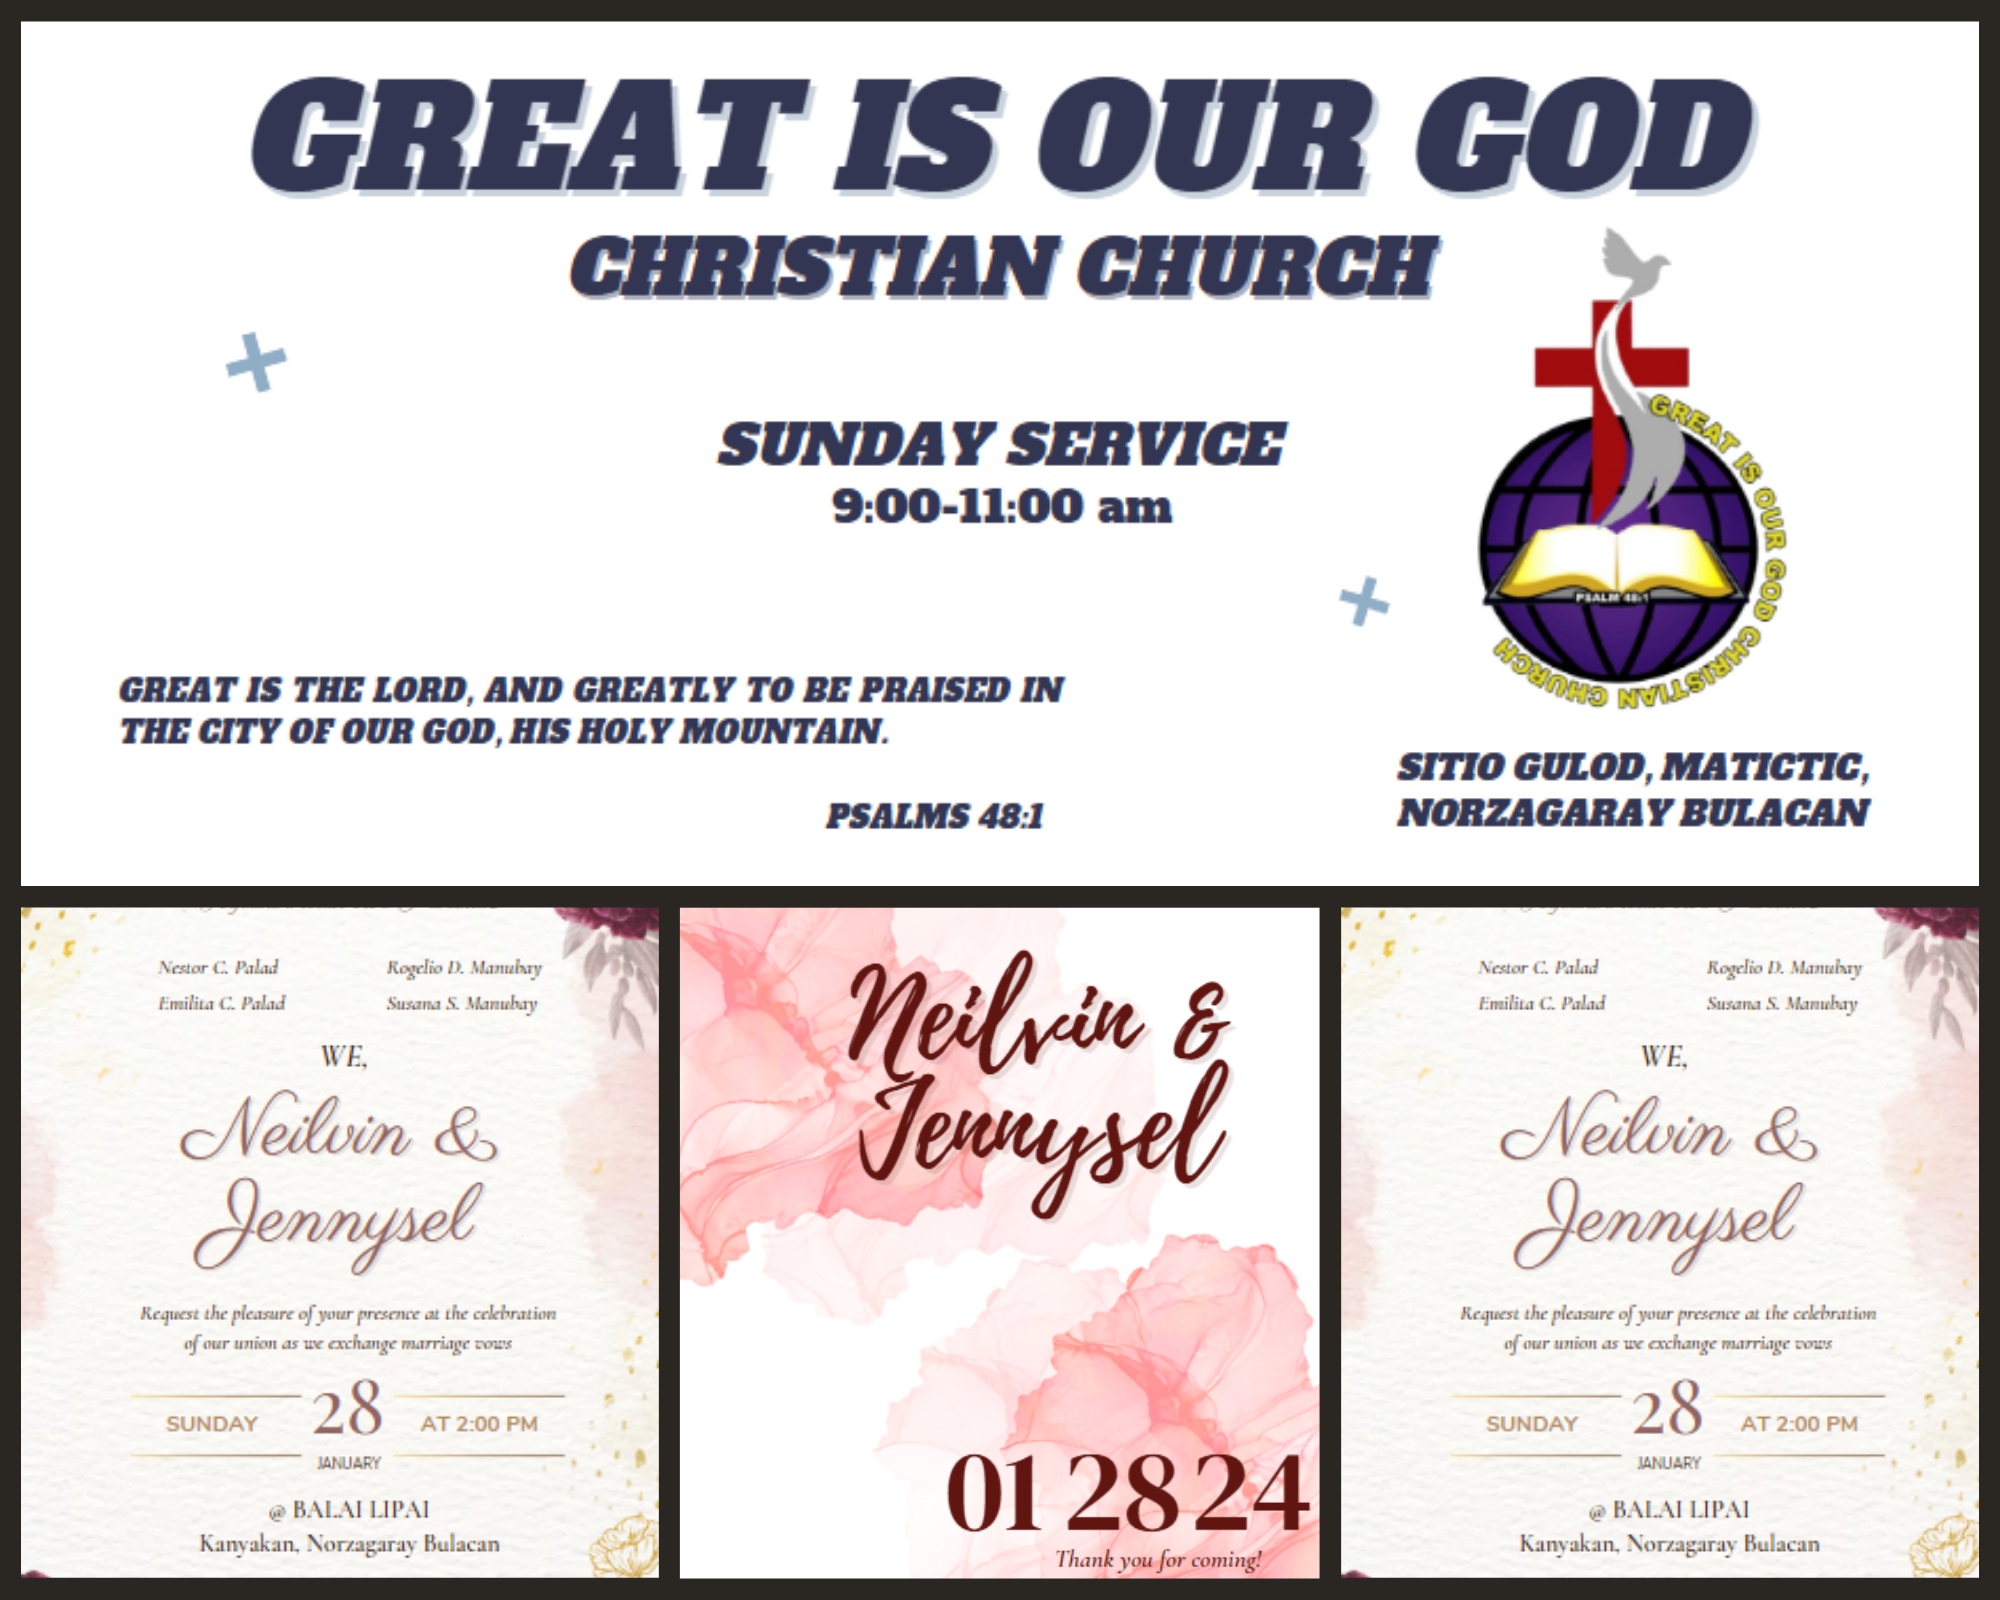 GREAT IS OUR GOD
CHRISTIAN CHURCH
SUNDAY SERVICE
9:00-11:00 am
GREAT IS OUR GOD CHRISTIAN CHURCH
PSALM 48:1
GREAT IS THE LORD, AND GREATLY TO BE PRAISED IN
THE CITY OF OUR GOD, HIS HOLY MOUNTAIN.
PSALMS 48:1
SITIO GULOD, MATICTIC,
NORZAGARAY BULACAN
Nestor C. Palad Rogelio D. Manubay
Emilita C. Palad Susana S. Manubay
WE,
Neilvin &
Jennysel
Request the pleasure of your presence at the celebration
of our union as we exchange marriage vows
SUNDAY 28 AT 2:00 PM
JANUARY
@ BALAI LIPAI
Kanyakan, Norzagaray Bulacan
Neilvin &
Jennysel
01 28 24
Thank you for coming!
Nestor C. Palad Rogelio D. Manubay
Emilita C. Palad Susana S. Manubay
WE,
Neilvin &
Jennysel
Request the pleasure of your presence at the celebration
of our union as we exchange marriage vows
SUNDAY 28 AT 2:00 PM
JANUARY
@ BALAI LIPAI
Kanyakan, Norzagaray Bulacan